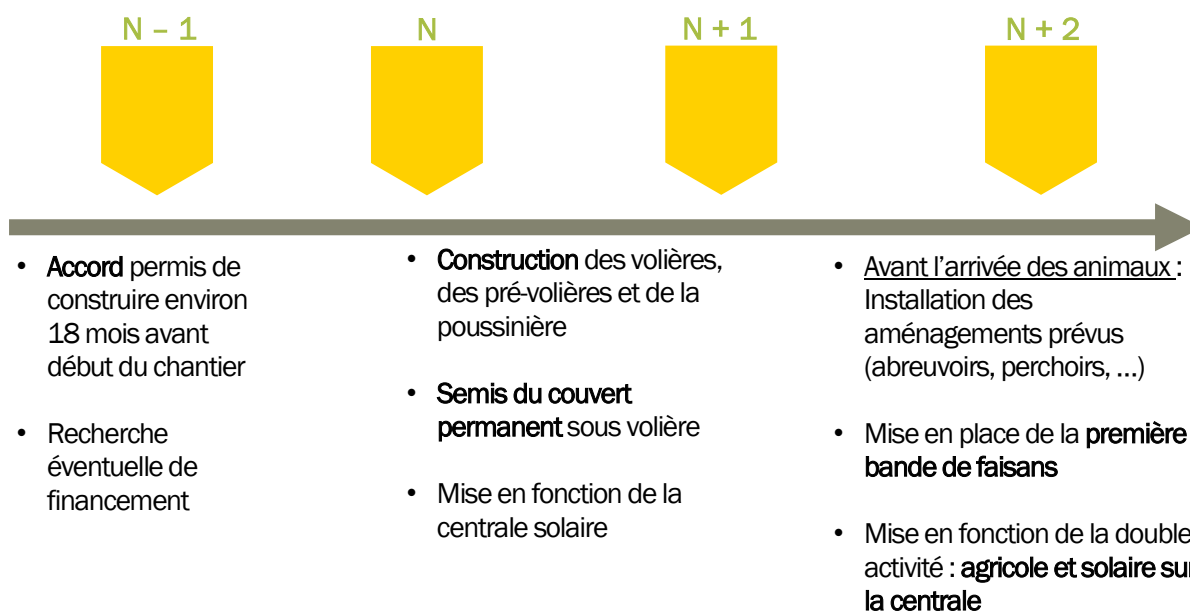 N – 1
N
N + 1
N + 2
• Accord permis de
construire environ
18 mois avant
début du chantier
• Recherche
éventuelle de
financement
• Construction des volières,
des pré-volières et de la
poussinière
• Semis du couvert
permanent sous volière
• Mise en fonction de la
centrale solaire
• Avant l'arrivée des animaux :
Installation des
aménagements prévus
(abreuvoirs, perchoirs, ...)
• Mise en place de la première
bande de faisans
• Mise en fonction de la double
activité : agricole et solaire sur
la centrale